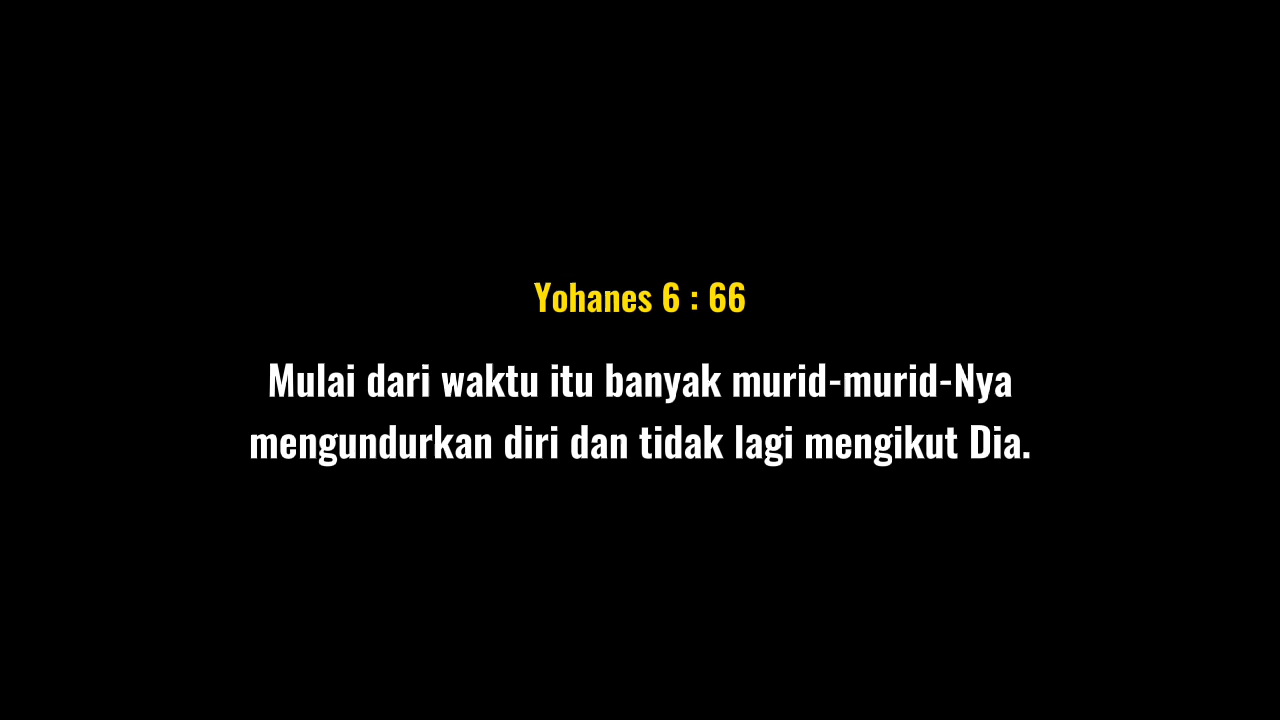 Yohanes 6 : 66
Mulai dari waktu itu banyak murid-murid-Nya
mengundurkan diri dan tidak lagi mengikut Dia.